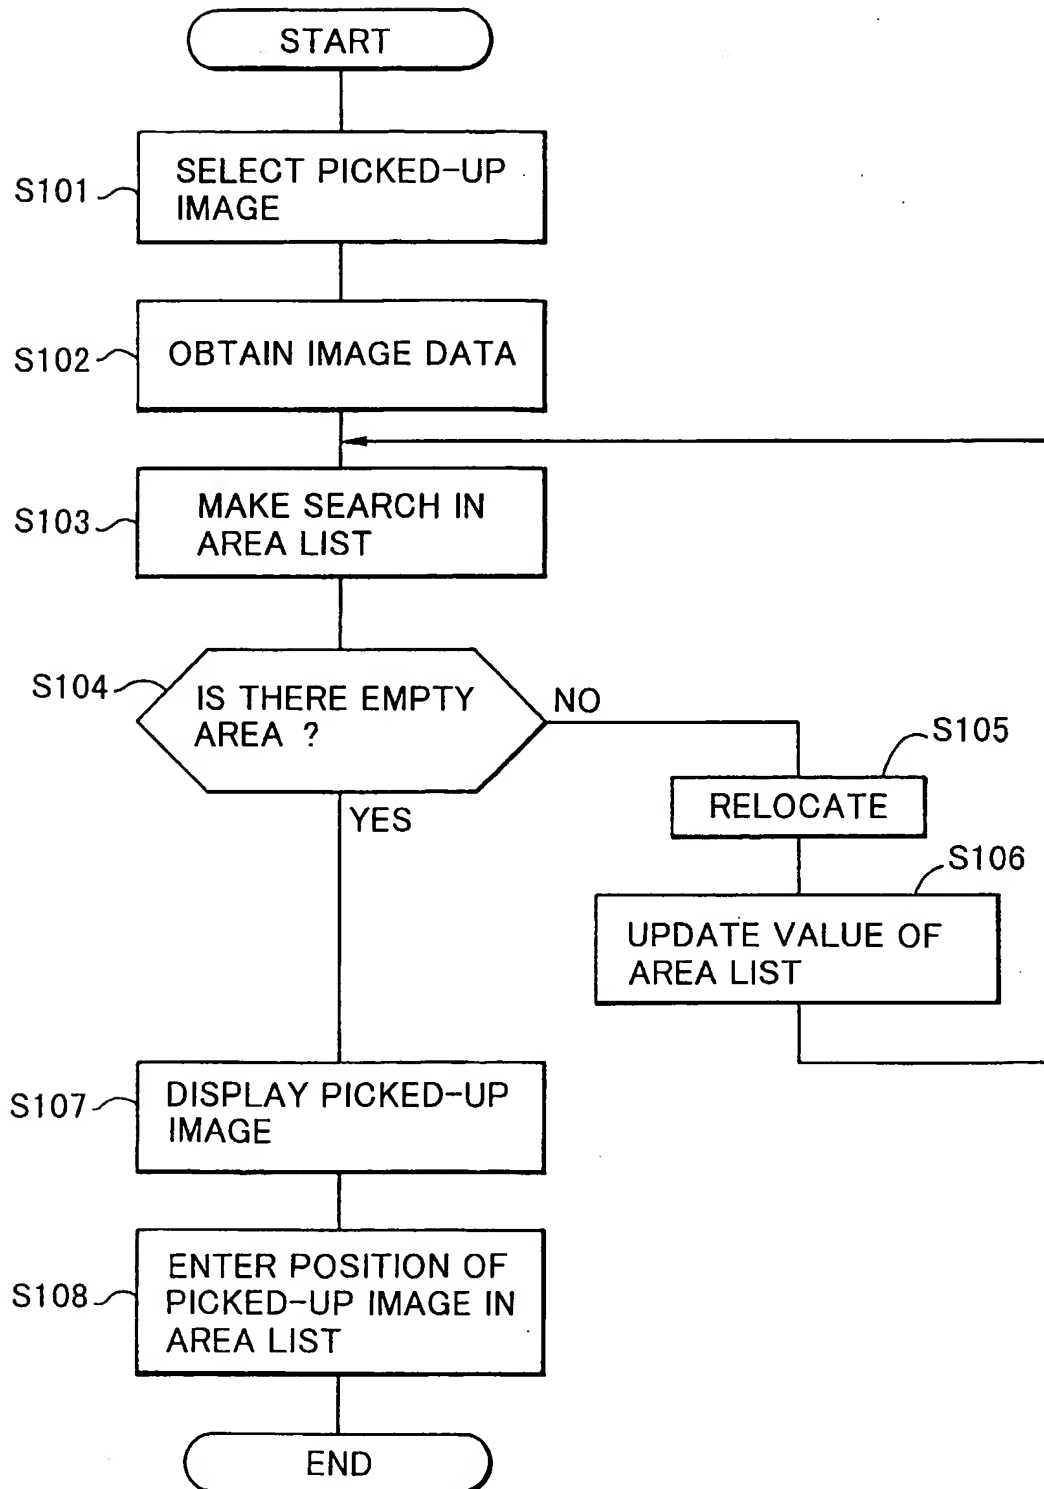 START
S101
SELECT PICKED-UP
IMAGE
S102
OBTAIN IMAGE DATA
S103
MAKE SEARCH IN
AREA LIST
S104
IS THERE EMPTY
AREA ?
NO
YES
S105
RELOCATE
S106
UPDATE VALUE OF
AREA LIST
S107
DISPLAY PICKED-UP
IMAGE
S108
ENTER POSITION OF
PICKED-UP IMAGE IN
AREA LIST
END